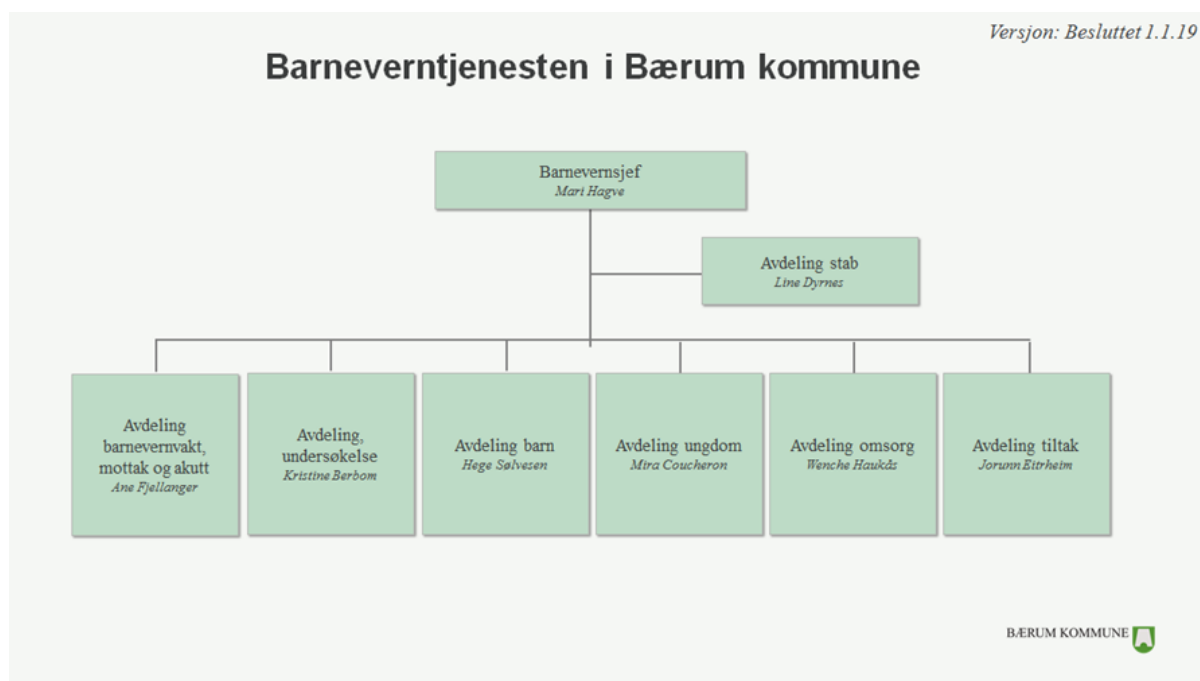 Versjon: Besluttet 1.1.19
Barneverntjenesten i Bærum kommune
Barnevernsjef
Mari Hagve
Avdeling stab
Line Dyrnes
Avdeling
barnevernvakt,
mottak og akutt
Ane Fjellanger
Avdeling,
undersøkelse
Kristine Berbom
Avdeling barn
Hege Sølvesen
Avdeling ungdom
Mira Coucheron
Avdeling omsorg
Wenche Haukås
Avdeling tiltak
Jorunn Eitrheim
BÆRUM KOMMUNE